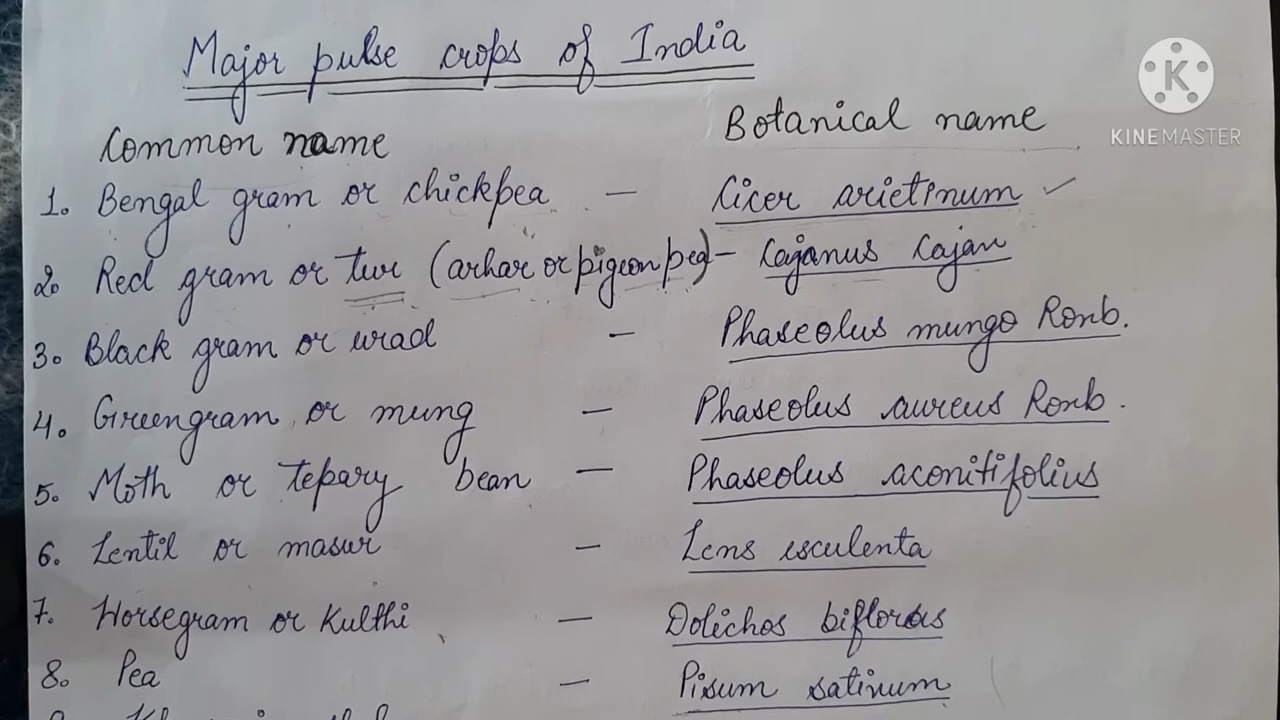 Major pulse crops of India
Common name Botanical name
1. Bengal gram or chickpea — Cicer arietinum ✓
2. Red gram or tur (arhar or pigeon pea) — Cajanus Cajan
3. Black gram or urad — Phaseolus mungo Roxb.
4. Greengram or mung — Phaseolus aureus Roxb.
5. Moth or tepary bean — Phaseolus aconitifolius
6. Lentil or masur — Lens esculenta
7. Horsegram or Kulthi — Dolichos biflorus
8. Pea — Pisum sativum
K
KINEMASTER